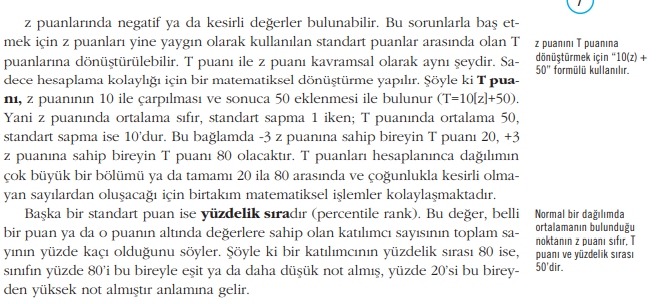 z puanlarında negatif ya da kesirli değerler bulunabilir. Bu sorunlarla baş et-
mek için z puanları yine yaygın olarak kullanılan standart puanlar arasında olan T
puanlarına dönüştürülebilir. T puanı ile z puanı kavramsal olarak aynı şeydir. Sa-
dece hesaplama kolaylığı için bir matematiksel dönüştürme yapılır. Şöyle ki T pua-
nı, z puanının 10 ile çarpılması ve sonuca 50 eklenmesi ile bulunur (T=10[z]+50).
Yani z puanında ortalama sıfır, standart sapma 1 iken; T puanında ortalama 50,
standart sapma ise 10'dur. Bu bağlamda -3 z puanına sahip bireyin T puanı 20, +3
z puanına sahip bireyin T puanı 80 olacaktır. T puanları hesaplanınca dağılımın
çok büyük bir bölümü ya da tamamı 20 ila 80 arasında ve çoğunlukla kesirli olma-
yan sayılardan oluşacağı için birtakım matematiksel işlemler kolaylaşmaktadır.
Başka bir standart puan ise yüzdelik sıradır (percentile rank). Bu değer, belli
bir puan ya da o puanın altında değerlere sahip olan katılımcı sayısının toplam sa-
yının yüzde kaçı olduğunu söyler. Şöyle ki bir katılımcının yüzdelik sırası 80 ise,
sınıfın yüzde 80'i bu bireyle eşit ya da daha düşük not almış, yüzde 20'si bu birey-
den yüksek not almıştır anlamına gelir.
z puanını T puanına
dönüştürmek için "10(z) +
50" formülü kullanılır.
Normal bir dağılımda
ortalamanın bulunduğu
noktanın z puanı sıfır, T
puanı ve yüzdelik sırası
50'dir.